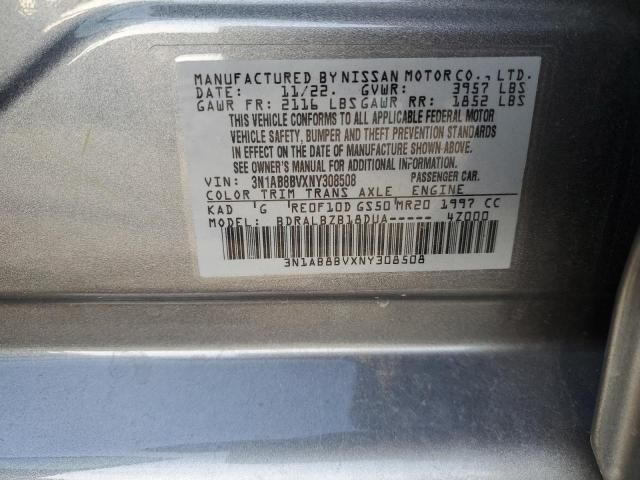 MANUFACTURED BY NISSAN MOTOR CO., LTD.
DATE: 11/22. GVWR: 3957 LBS
GAWR FR: 2116 LBS GAWR RR: 1852 LBS
THIS VEHICLE CONFORMS TO ALL APPLICABLE FEDERAL MOTOR
VEHICLE SAFETY, BUMPER AND THEFT PREVENTION STANDARDS
IN EFFECT ON THE DATE OF MANUFACTURE SHOWN ABOVE.
SEE OWNER'S MANUAL FOR ADDITIONAL INFORMATION.
VIN: 3N1AB8BVXNY308508 PASSENGER CAR.
COLOR TRIM TRANS AXLE ENGINE
KAD G RE0F10D GS50 MR20 1997 CC
MODEL: BDRALBZB18DUA----- 4Z000
3N1AB8BVXNY308508